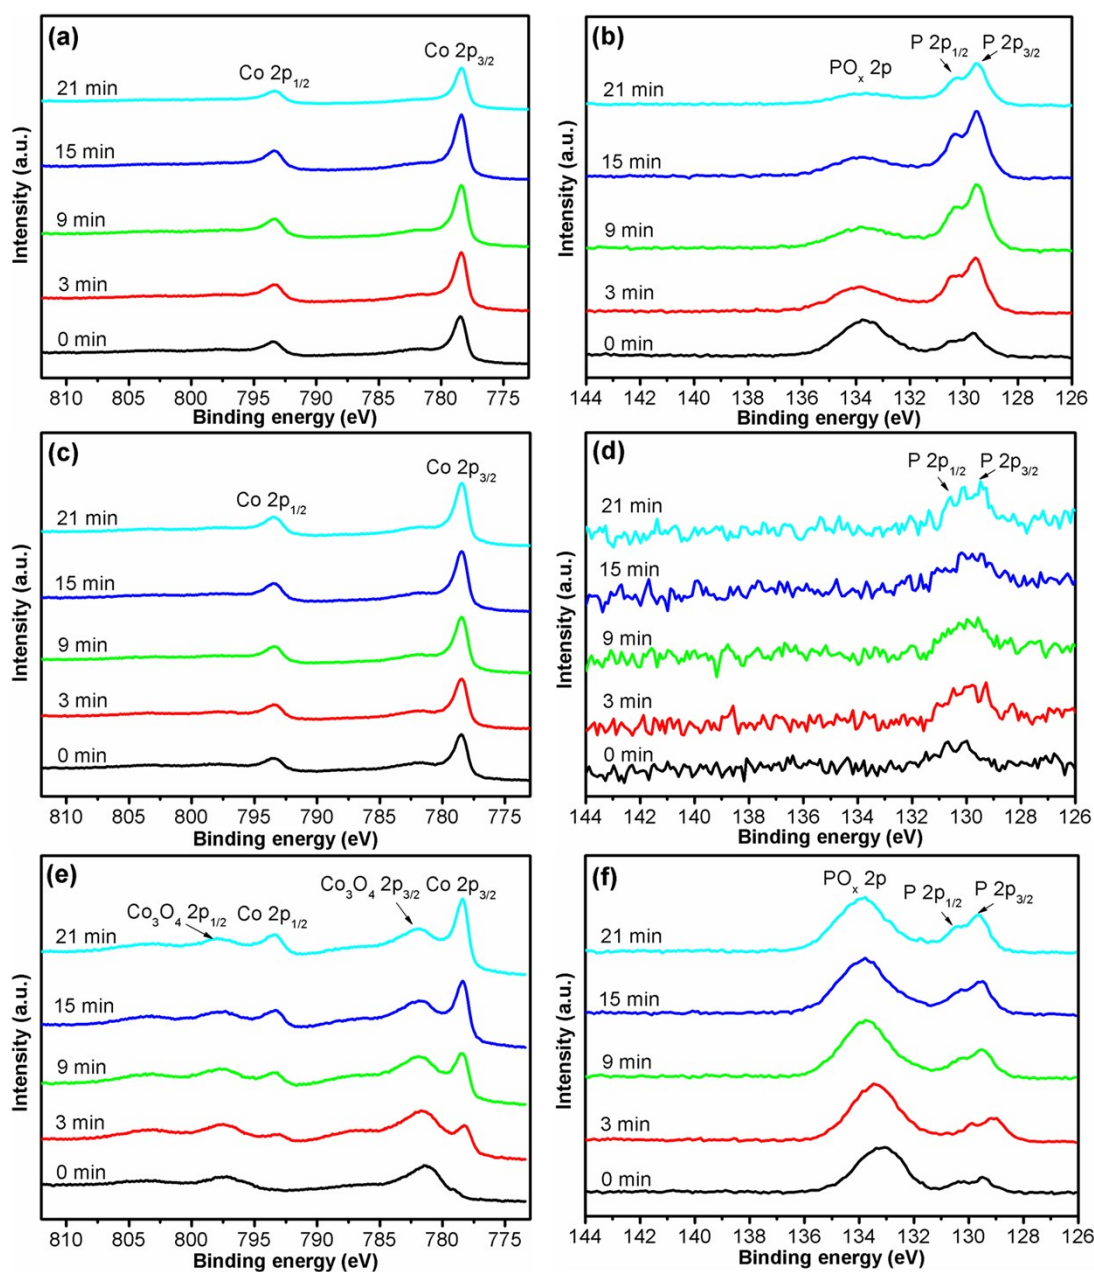 (a)
Co 2p3/2
Co 2p1/2
21 min
15 min
9 min
3 min
0 min
Intensity (a.u.)
810 805 800 795 790 785 780 775
Binding energy (eV)
(b)
P 2p1/2 P 2p3/2
POx 2p
21 min
15 min
9 min
3 min
0 min
Intensity (a.u.)
144 142 140 138 136 134 132 130 128 126
Binding energy (eV)
(c)
Co 2p3/2
Co 2p1/2
21 min
15 min
9 min
3 min
0 min
Intensity (a.u.)
810 805 800 795 790 785 780 775
Binding energy (eV)
(d)
P 2p1/2 P 2p3/2
21 min
15 min
9 min
3 min
0 min
Intensity (a.u.)
144 142 140 138 136 134 132 130 128 126
Binding energy (eV)
(e)
Co3O4 2p3/2 Co 2p3/2
Co3O4 2p1/2 Co 2p1/2
21 min
15 min
9 min
3 min
0 min
Intensity (a.u.)
810 805 800 795 790 785 780 775
Binding energy (eV)
(f)
POx 2p
P 2p1/2 P 2p3/2
21 min
15 min
9 min
3 min
0 min
Intensity (a.u.)
144 142 140 138 136 134 132 130 128 126
Binding energy (eV)